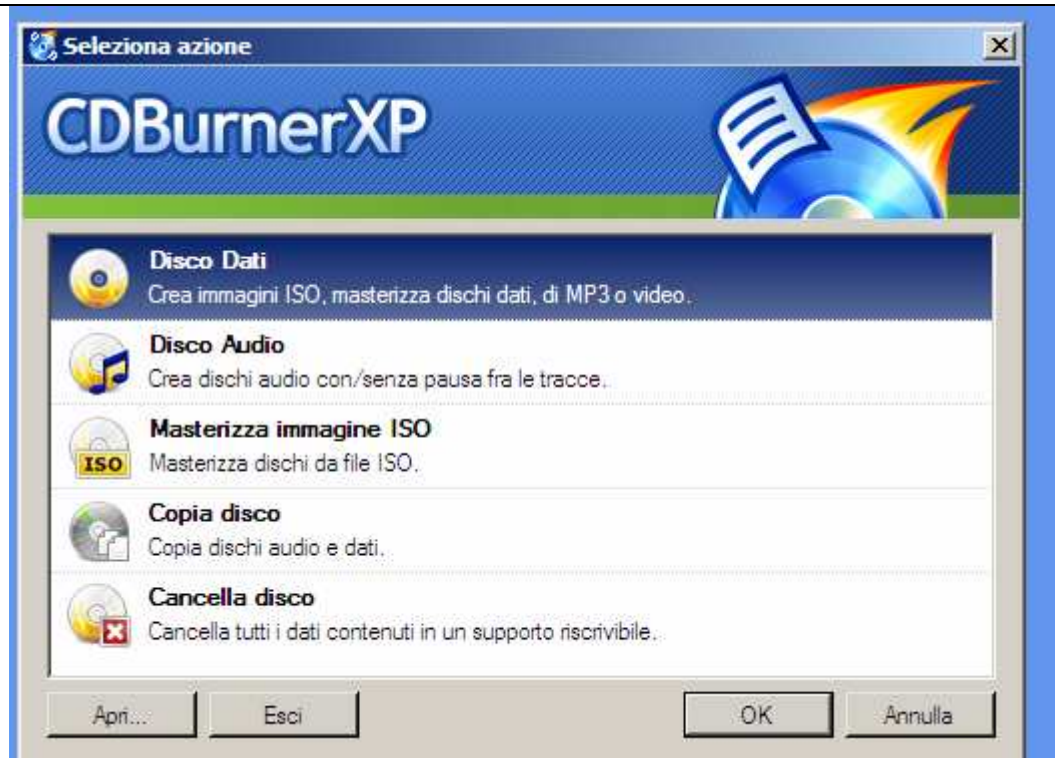 Seleziona azione
CDBurnerXP
Disco Dati
Crea immagini ISO, masterizza dischi dati, di MP3 o video.
Disco Audio
Crea dischi audio con/senza pausa fra le tracce.
Masterizza immagine ISO
ISO
Masterizza dischi da file ISO.
Copia disco
Copia dischi audio e dati.
Cancella disco
Cancella tutti i dati contenuti in un supporto riscrivibile.
Apri... Esci OK Annulla